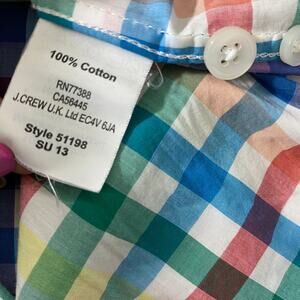 100% Cotton
RN77388
CA56445
J.CREW U.K. Ltd EC4V 6JA
Style 51198
SU 13